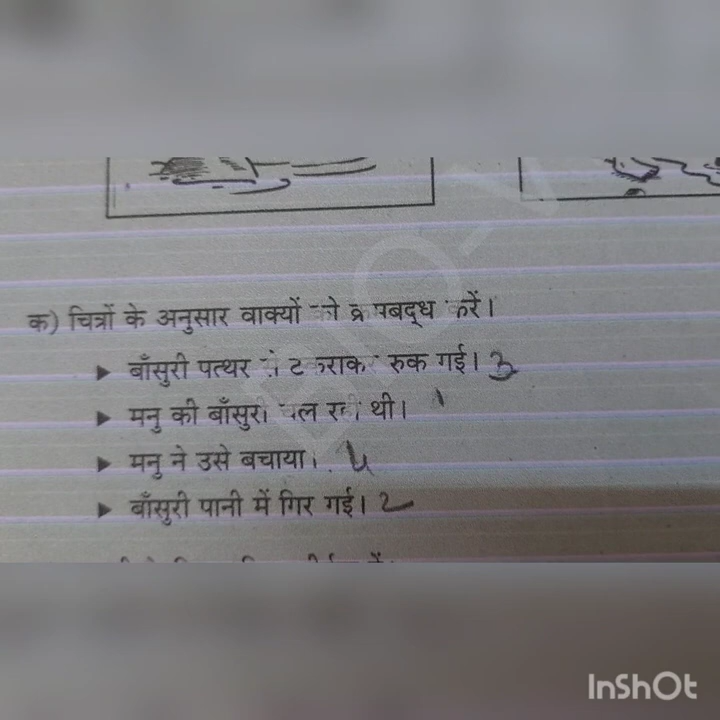 क) चित्रों के अनुसार वाक्यों को क्रमबद्ध करें।
▶ बाँसुरी पत्थर से टकराकर रुक गई। 3
▶ मनु की बाँसुरी चल रही थी। 1
▶ मनु ने उसे बचाया। 4
▶ बाँसुरी पानी में गिर गई। 2
InShOt